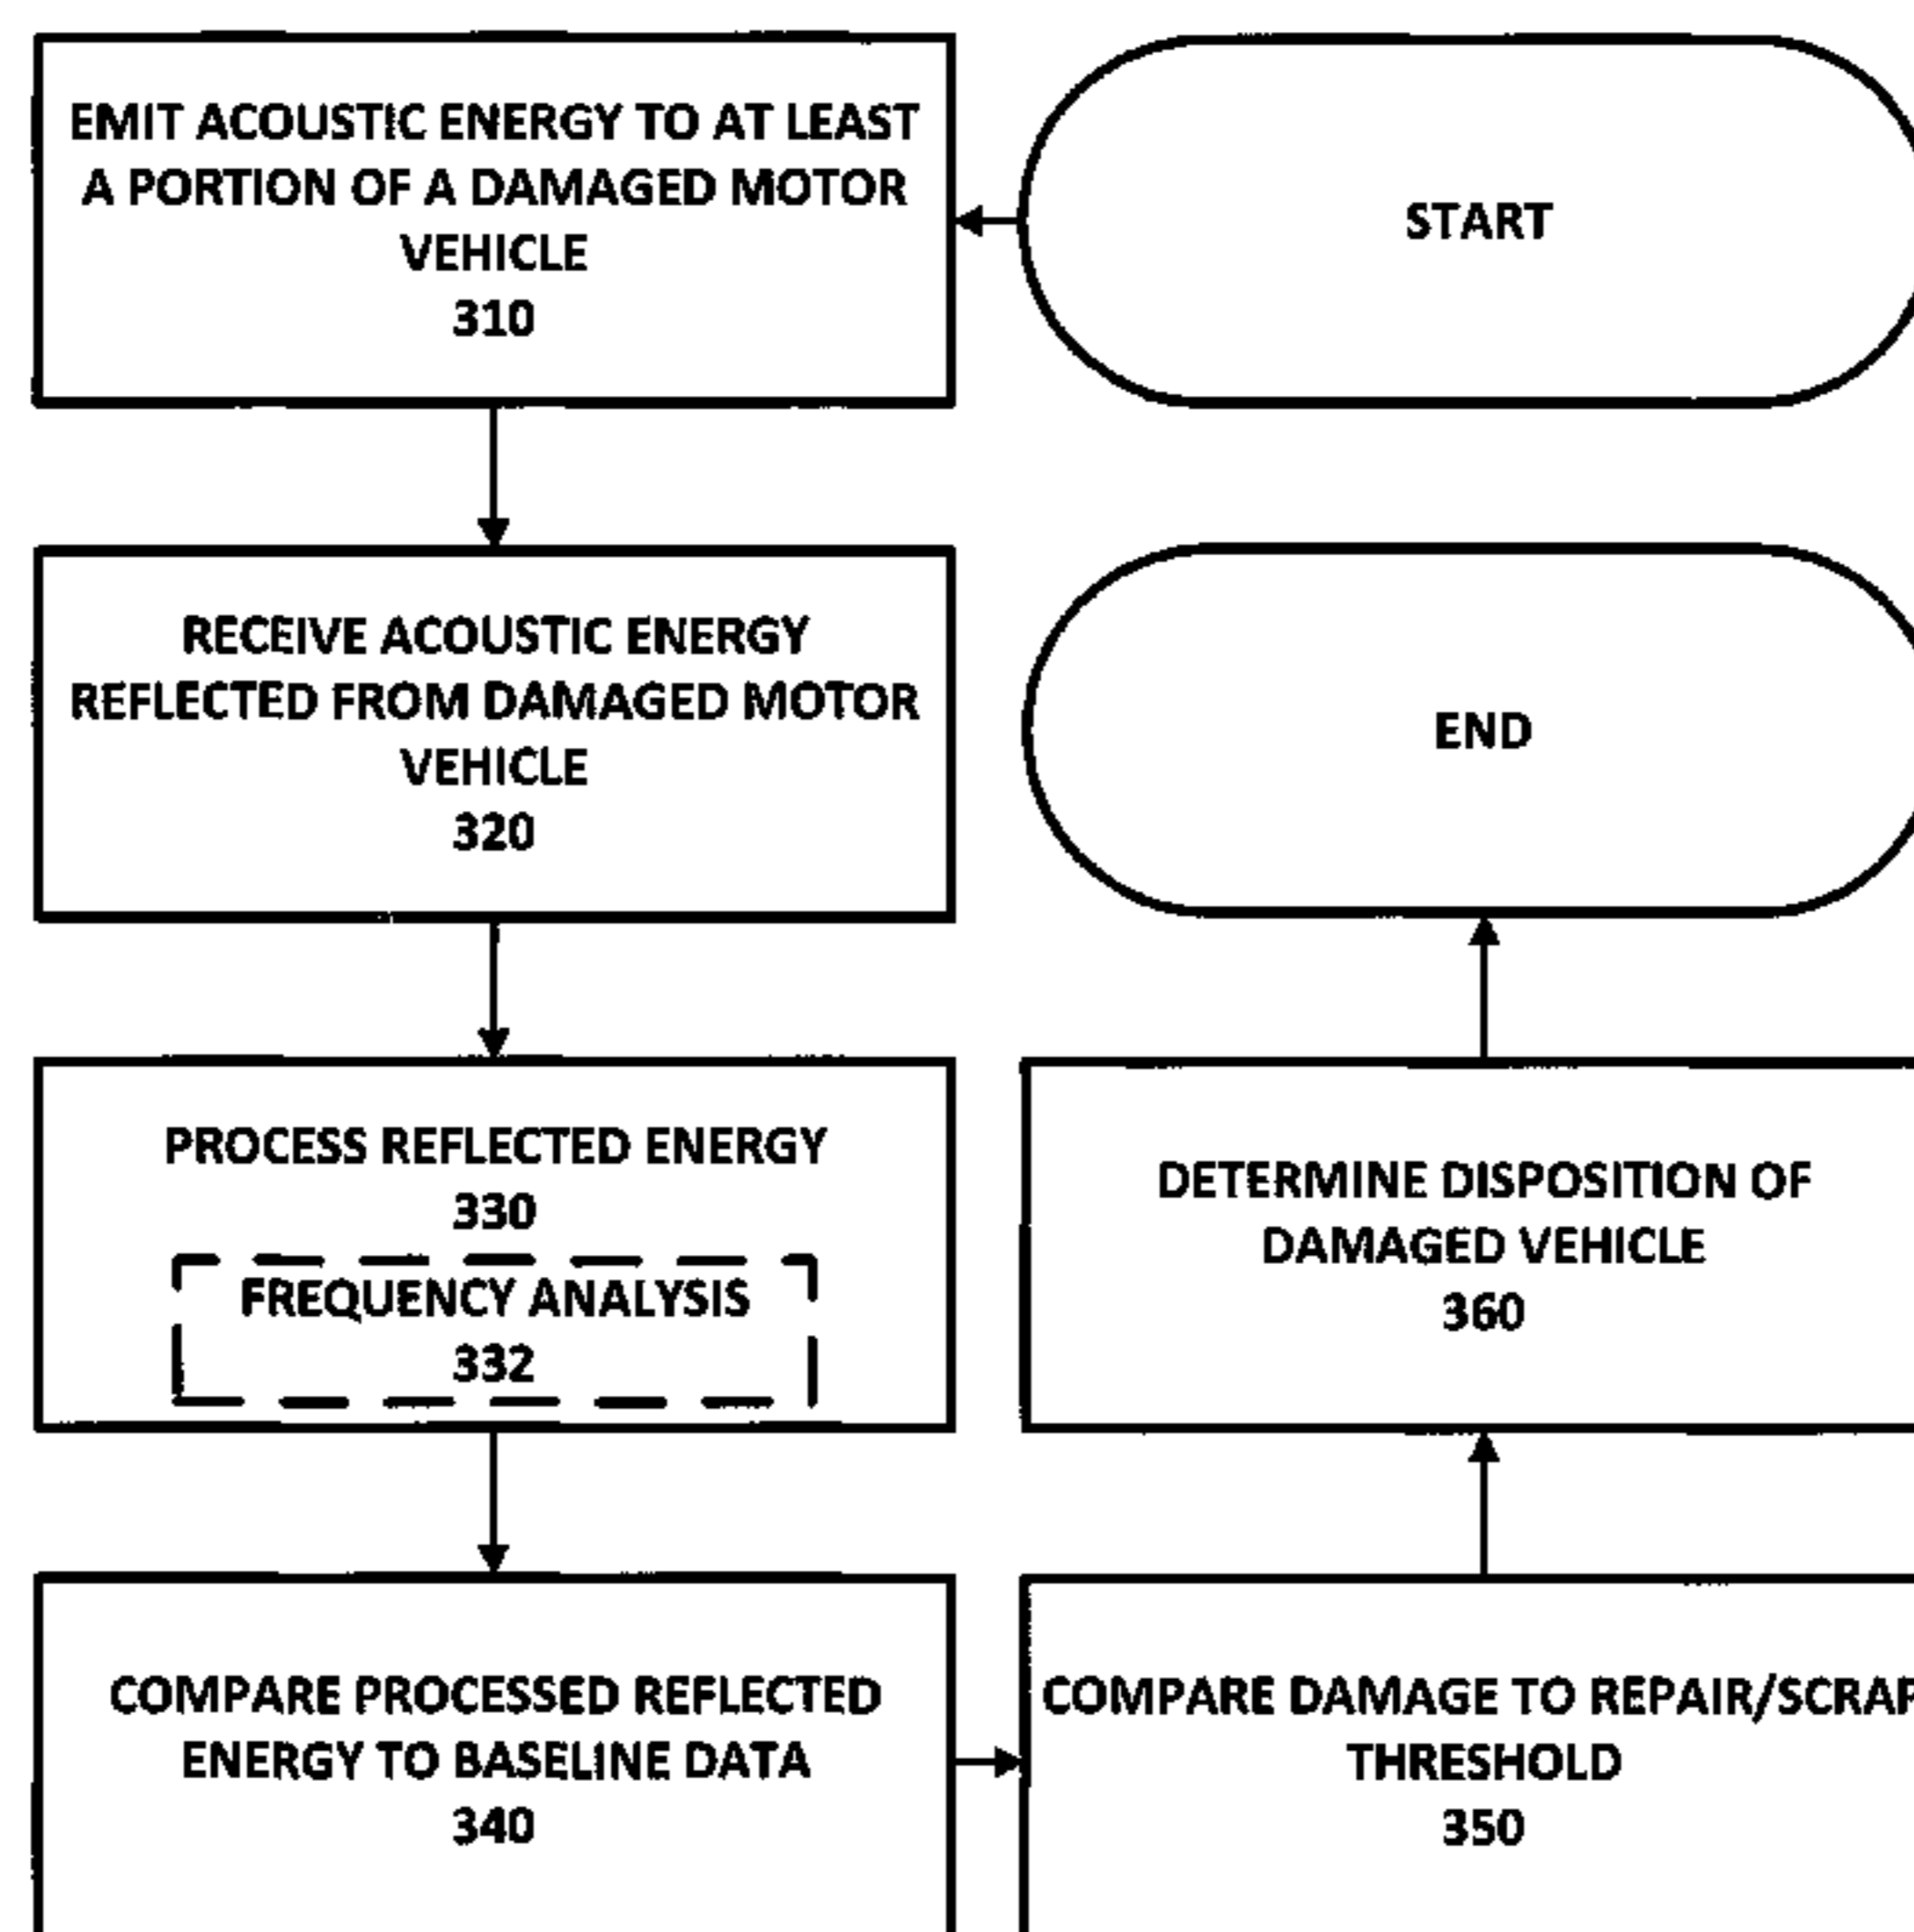 START
EMIT ACOUSTIC ENERGY TO AT LEAST
A PORTION OF A DAMAGED MOTOR
VEHICLE
310
RECEIVE ACOUSTIC ENERGY
REFLECTED FROM DAMAGED MOTOR
VEHICLE
320
PROCESS REFLECTED ENERGY
330
FREQUENCY ANALYSIS
332
COMPARE PROCESSED REFLECTED
ENERGY TO BASELINE DATA
340
COMPARE DAMAGE TO REPAIR/SCRAP
THRESHOLD
350
DETERMINE DISPOSITION OF
DAMAGED VEHICLE
360
END